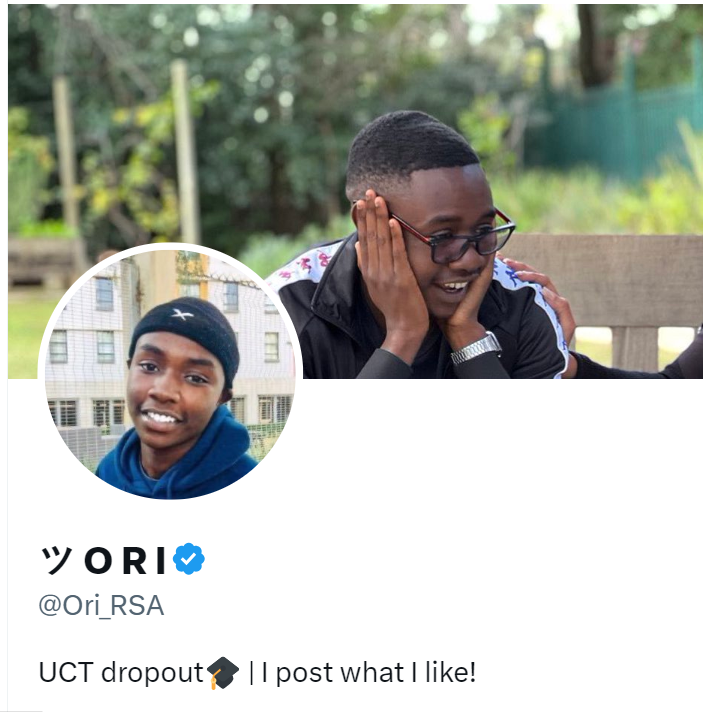 ツ O R I
@Ori_RSA
UCT dropout🎓 | I post what I like!